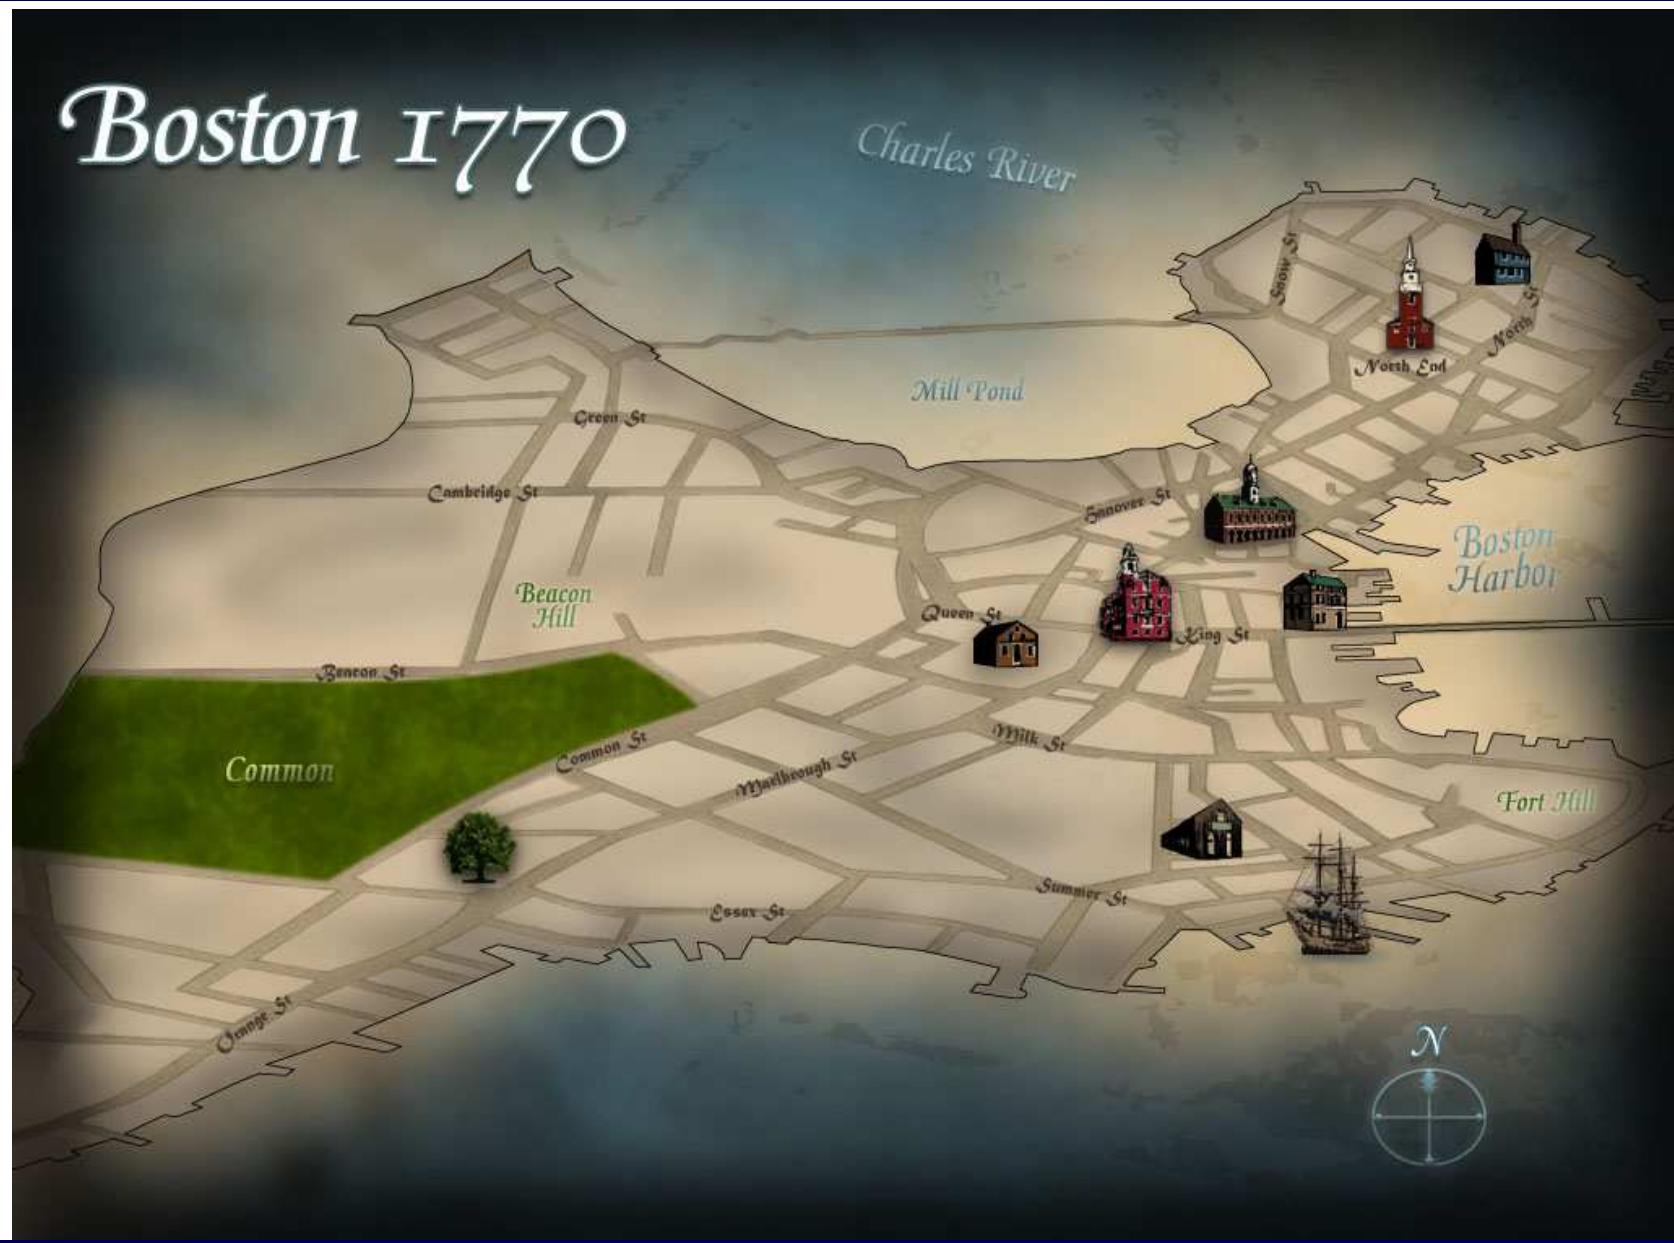 Boston 1770
Charles River
Snow St
North St
North End
Mill Pond
Green St
Cambridge St
Hanover St
Boston
Harbor
Beacon
Hill
Queen St
King St
Beacon St
Common St
Milk St
Common
Marlbrough St
Fort Hill
Summer St
Essex St
Orange St
N